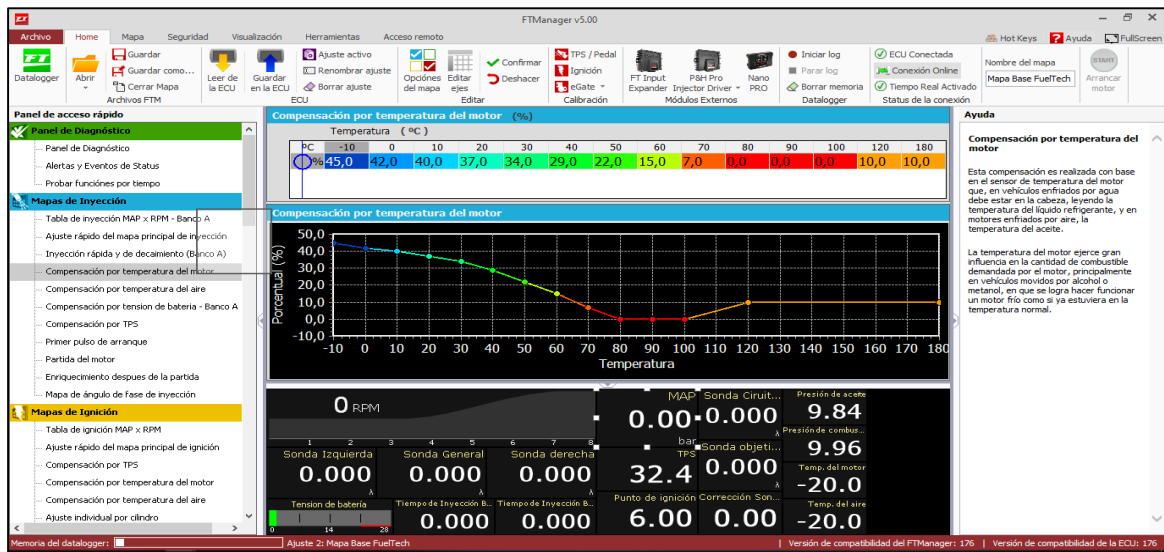 FTManager v5.00
Archivo Home Mapa Seguridad Visualización Herramientas Acceso remoto Hot Keys Ayuda FullScreen
FT
Datalogger
Abrir
Guardar
Guardar como...
Cerrar Mapa
Archivos FTM
Leer de
la ECU
Guardar
en la ECU
Ajuste activo
Renombrar ajuste
Borrar ajuste
ECU
Opciónes
del mapa
Editar
ejes
Confirmar
Deshacer
Editar
TPS / Pedal
Ignición
eGate
Calibración
FT Input
Expander
P&H Pro
Injector Driver
Nano
PRO
Módulos Externos
Iniciar log
Parar log
Borrar memoria
Datalogger
ECU Conectada
Conexión Online
Tiempo Real Activado
Status de la conexión
Nombre del mapa
Mapa Base FuelTech
START
Arrancar
motor
Panel de acceso rápido
Panel de Diagnóstico
Panel de Diagnóstico
Alertas y Eventos de Status
Probar funciónes por tiempo
Mapas de Inyección
Tabla de inyección MAP x RPM - Banco A
Ajuste rápido del mapa principal de inyección
Inyección rápida y de decaimiento (Banco A)
Compensación por temperatura del motor
Compensación por temperatura del aire
Compensación por tension de bateria - Banco A
Compensación por TPS
Primer pulso de arranque
Partida del motor
Enriquecimiento despues de la partida
Mapa de ángulo de fase de inyección
Mapas de Ignición
Tabla de ignición MAP x RPM
Ajuste rápido del mapa principal de ignición
Compensación por TPS
Compensación por temperatura del motor
Compensación por temperatura del aire
Ajuste individual por cilindro
Compensación por temperatura del motor (%)
Temperatura (ºC)
ºC -10 0 10 20 30 40 50 60 70 80 90 100 120 180
% 45,0 42,0 40,0 37,0 34,0 29,0 22,0 15,0 7,0 0,0 0,0 0,0 10,0 10,0
Compensación por temperatura del motor
Porcentual (%)
50,0
40,0
30,0
20,0
10,0
0,0
-10,0
-10 0 10 20 30 40 50 60 70 80 90 100 110 120 130 140 150 160 170 180
Temperatura
0 RPM
1 2 3 4 5 6 7 8
MAP
0.00
bar
Sonda Ciruit...
0.000
λ
Presión de aceite
9.84
Sonda Izquierda
0.000
λ
Sonda General
0.000
λ
Sonda derecha
0.000
λ
TPS
32.4
Sonda objeti...
0.000
Presión de combus...
9.96
Temp. del motor
-20.0
Tension de batería
0 14 28
Tiempo de Inyección B...
0.000
Tiempo de Inyección B...
0.000
Punto de ignición
6.00
Corrección Son...
0.00
Temp. del aire
-20.0
Ayuda
Compensación por temperatura del
motor
Esta compensación es realizada con base
en el sensor de temperatura del motor
que, en vehículos enfriados por agua
debe estar en la cabeza, leyendo la
temperatura del líquido refrigerante, y en
motores enfriados por aire, la
temperatura del aceite.
La temperatura del motor ejerce gran
influencia en la cantidad de combustible
demandada por el motor, principalmente
en vehículos movidos por alcohol o
metanol, en que se logra hacer funcionar
un motor frío como si ya estuviera en la
temperatura normal.
Memoria del datalogger: Ajuste 2: Mapa Base FuelTech | Versión de compatibilidad del FTManager: 176 | Versión de compatibilidad de la ECU: 176